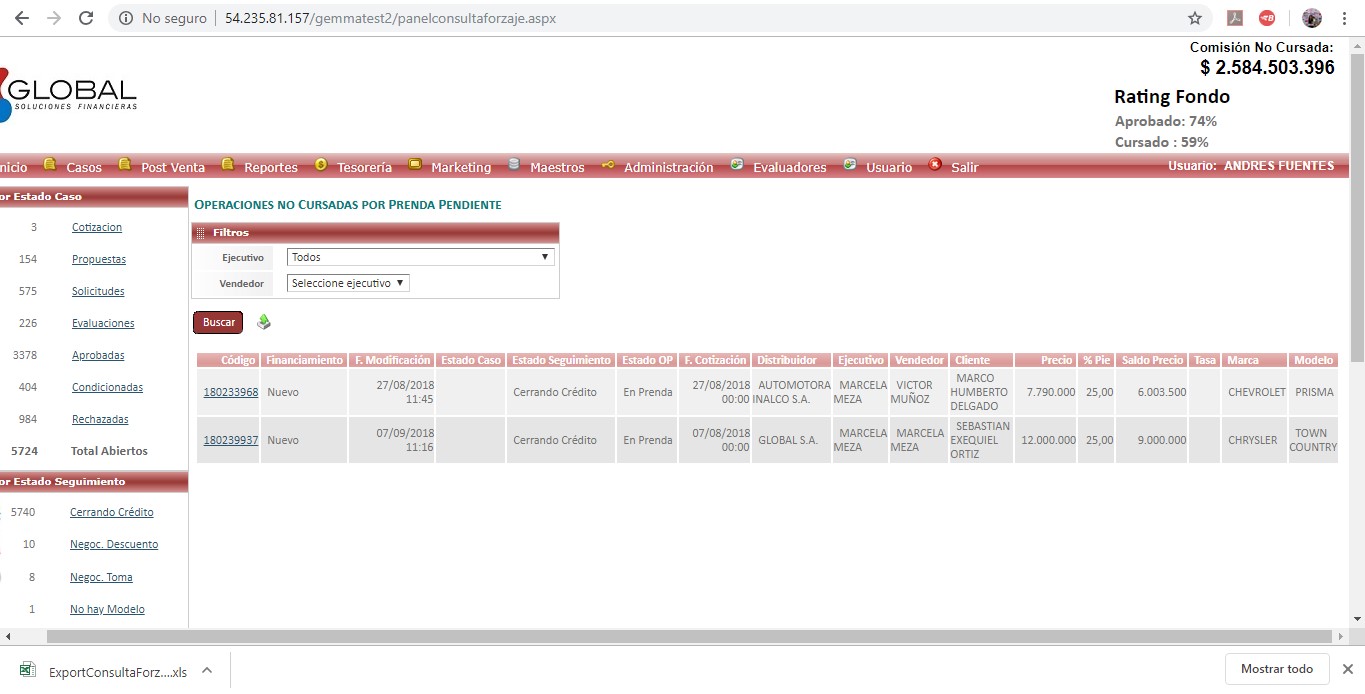 No seguro
54.235.81.157/gemmatest2/panelconsultaforzaje.aspx
GLOBAL
SOLUCIONES FINANCIERAS
Comisión No Cursada:
$ 2.584.503.396
Rating Fondo
Aprobado: 74%
Cursado : 59%
nicio Casos Post Venta Reportes Tesorería Marketing Maestros Administración Evaluadores Usuario Salir Usuario: ANDRES FUENTES
or Estado Caso
3 Cotizacion
154 Propuestas
575 Solicitudes
226 Evaluaciones
3378 Aprobadas
404 Condicionadas
984 Rechazadas
5724 Total Abiertos
or Estado Seguimiento
5740 Cerrando Crédito
10 Negoc. Descuento
8 Negoc. Toma
1 No hay Modelo
OPERACIONES NO CURSADAS POR PRENDA PENDIENTE
Filtros
Ejecutivo Todos
Vendedor Seleccione ejecutivo
Buscar
Código Financiamiento F. Modificación Estado Caso Estado Seguimiento Estado OP F. Cotización Distribuidor Ejecutivo Vendedor Cliente Precio % Pie Saldo Precio Tasa Marca Modelo
180233968 Nuevo 27/08/2018 11:45 Cerrando Crédito En Prenda 27/08/2018 00:00 AUTOMOTORA INALCO S.A. MARCELA MEZA VICTOR MUÑOZ MARCO HUMBERTO DELGADO 7.790.000 25,00 6.003.500 CHEVROLET PRISMA
180239937 Nuevo 07/09/2018 11:16 Cerrando Crédito En Prenda 07/08/2018 00:00 GLOBAL S.A. MARCELA MEZA MARCELA MEZA SEBASTIAN EXEQUIEL ORTIZ 12.000.000 25,00 9.000.000 CHRYSLER TOWN COUNTRY
ExportConsultaForz....xls
Mostrar todo